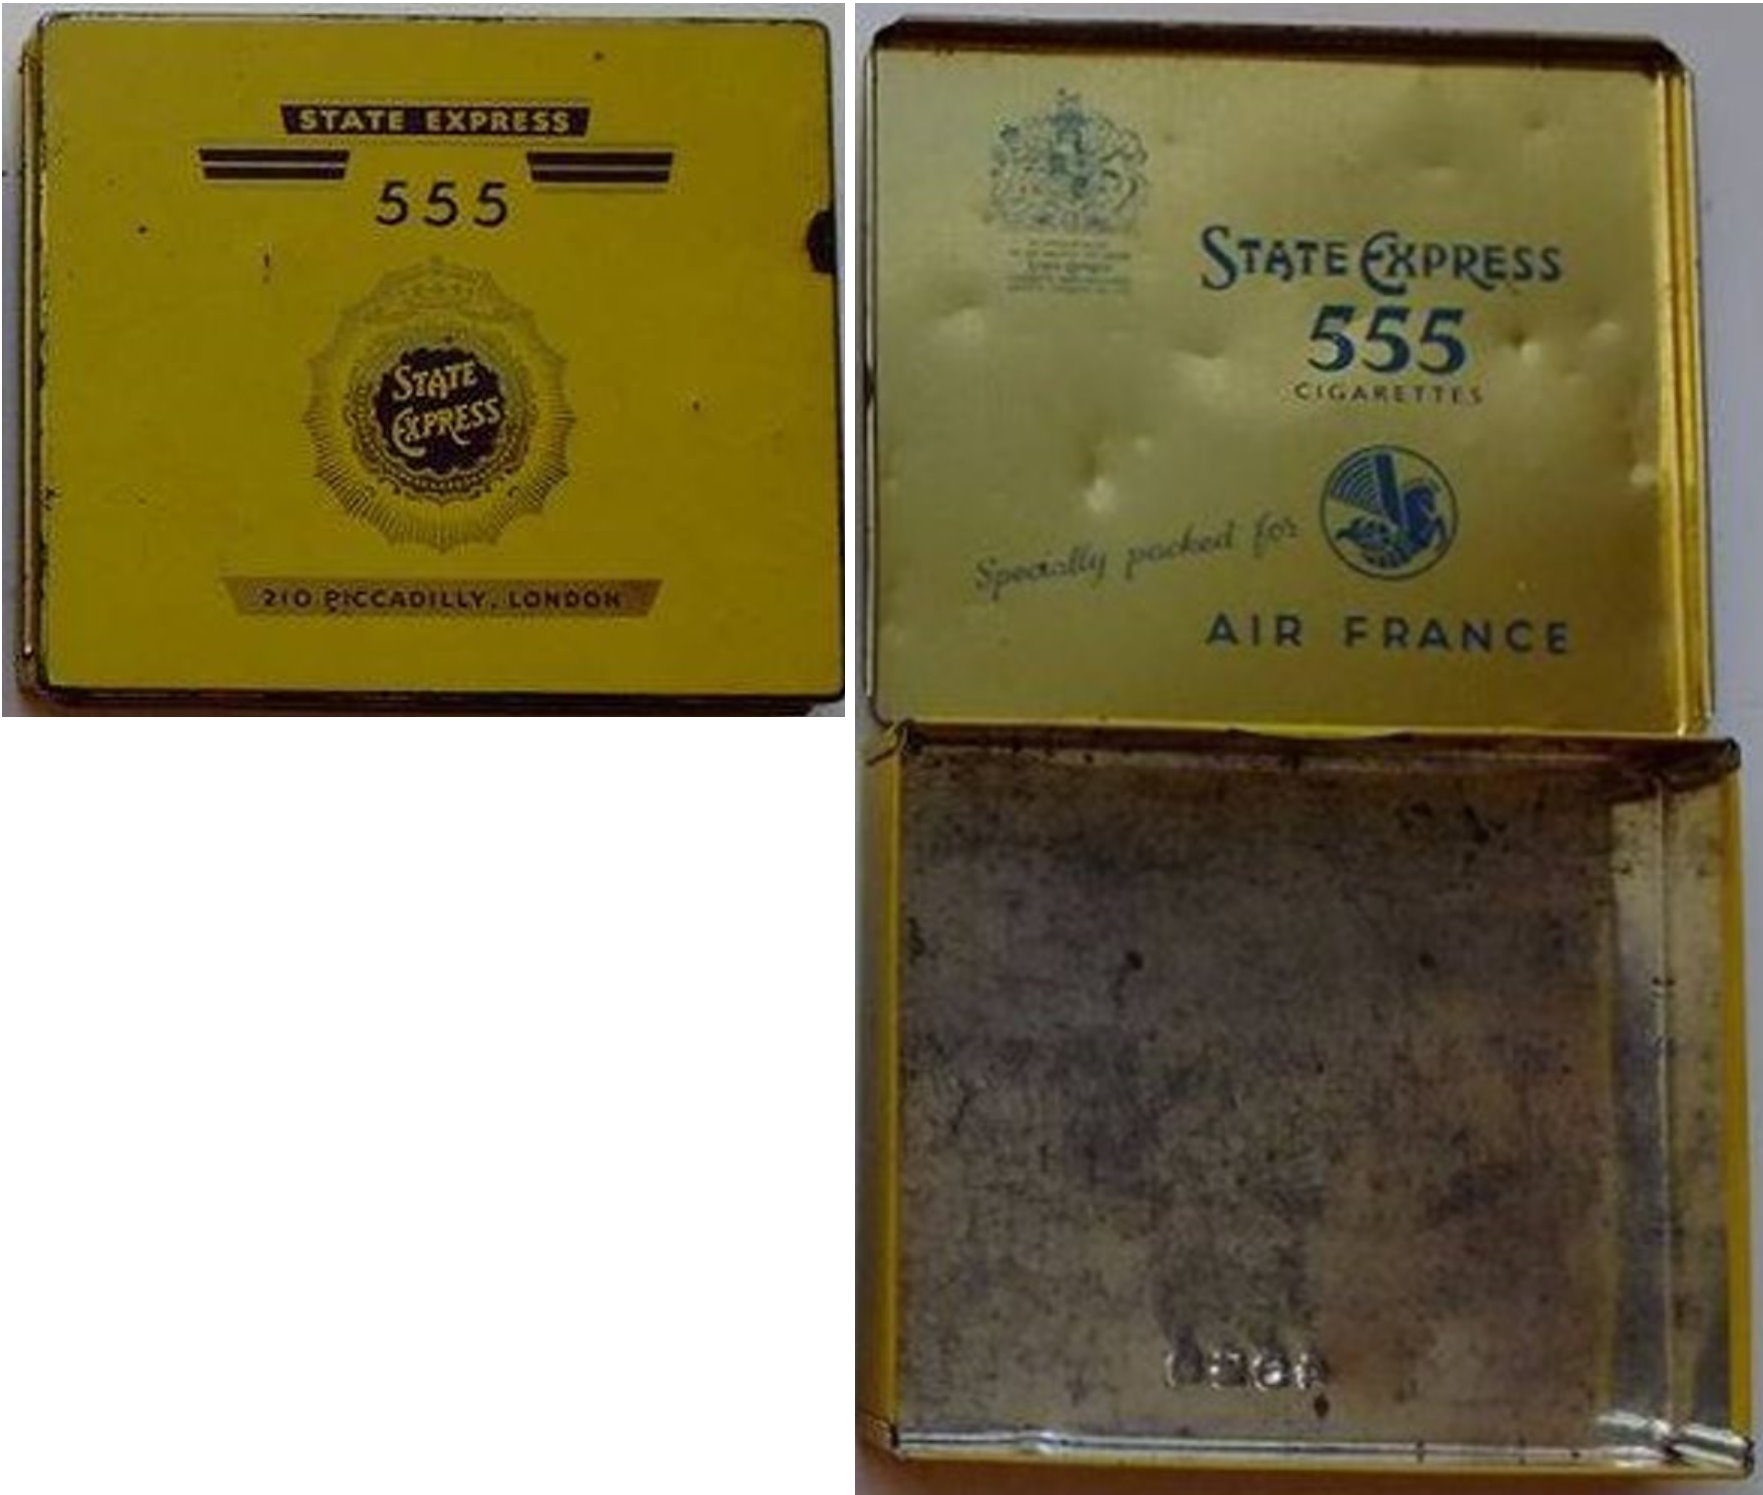 STATE EXPRESS
555
STATE
EXPRESS
210 PICCADILLY, LONDON
STATE EXPRESS
555
CIGARETTES
Specially packed for
AIR FRANCE